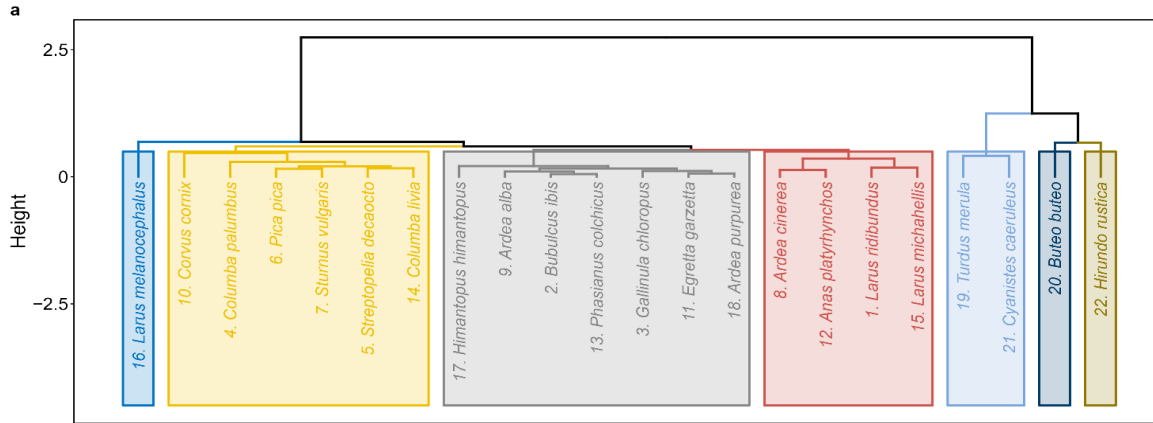 a
Height
2.5
0
−2.5
16. Larus melanocephalus
10. Corvus cornix
4. Columba palumbus
6. Pica pica
7. Sturnus vulgaris
5. Streptopelia decaocto
14. Columba livia
17. Himantopus himantopus
9. Ardea alba
2. Bubulcus ibis
13. Phasianus colchicus
3. Gallinula chloropus
11. Egretta garzetta
18. Ardea purpurea
8. Ardea cinerea
12. Anas platyrhynchos
1. Larus ridibundus
15. Larus michahellis
19. Turdus merula
21. Cyanistes caeruleus
20. Buteo buteo
22. Hirundo rustica